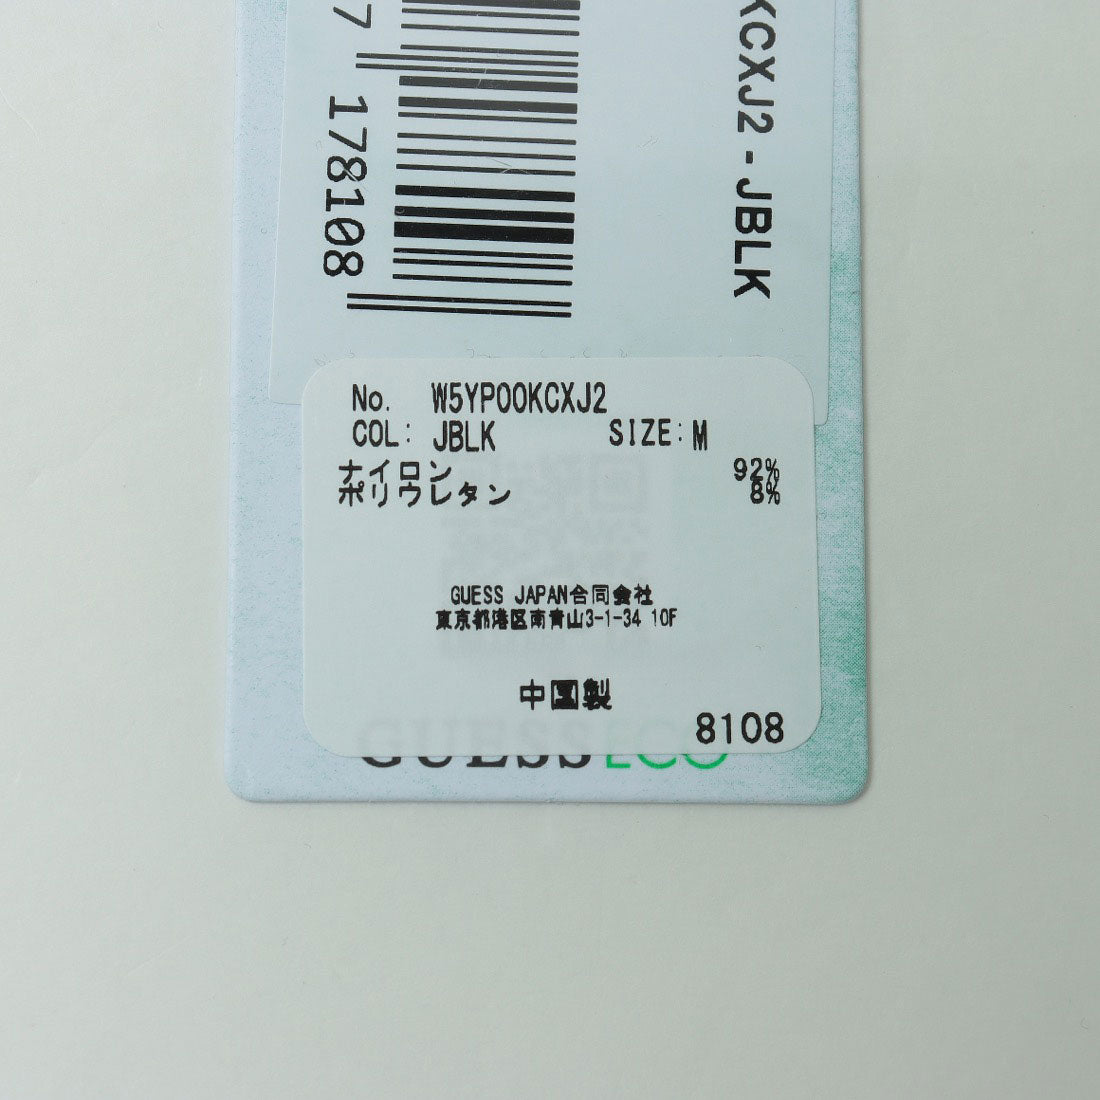 7 178108
KCXJ2 - JBLK
No. W5YP00KCXJ2
COL: JBLK SIZE: M
ナイロン 92%
ポリウレタン 8%
GUESS JAPAN合同会社
東京都港区南青山3-1-34 10F
中国製
8108
GUESS ECO